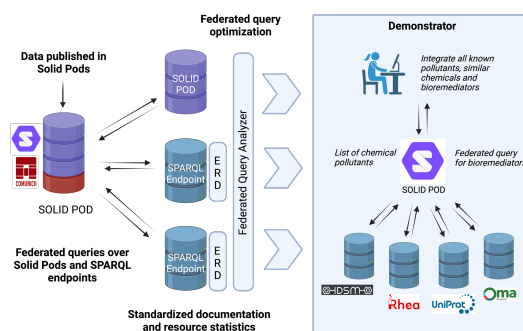 Federated query
optimization
Demonstrator
Data published in
Solid Pods
SOLID
POD
Integrate all known
pollutants, similar
chemicals and
bioremediators
COMUNICA
SOLID POD
SPARQL
Endpoint
ERD
Federated Query Analyzer
List of chemical
pollutants
Federated query
for bioremediators
SOLID POD
Federated queries over
Solid Pods and SPARQL
endpoints
SPARQL
Endpoint
ERD
IDSM
Rhea
UniProt
Oma
Standardized documentation
and resource statistics